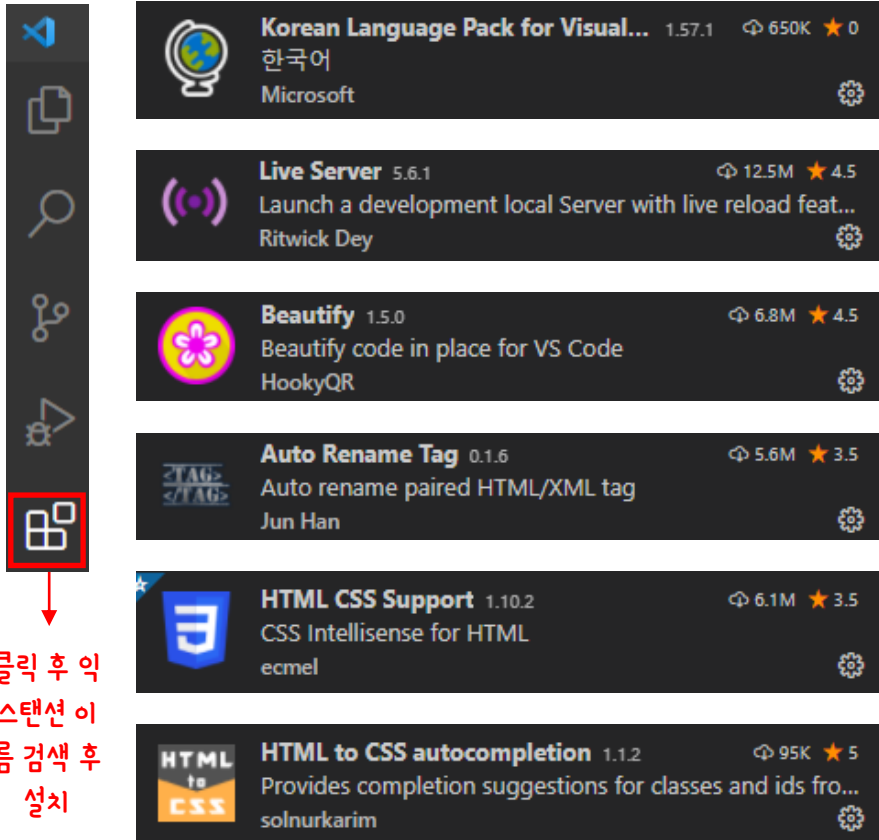 Korean Language Pack for Visual... 1.57.1 650K 0
한국어
Microsoft
Live Server 5.6.1 12.5M 4.5
Launch a development local Server with live reload feat...
Ritwick Dey
Beautify 1.5.0 6.8M 4.5
Beautify code in place for VS Code
HookyQR
Auto Rename Tag 0.1.6 5.6M 3.5
<TAG>
</TAG>
Auto rename paired HTML/XML tag
Jun Han
HTML CSS Support 1.10.2 6.1M 3.5
CSS Intellisense for HTML
ecmel
HTML to CSS autocompletion 1.1.2 95K 5
HTML
to
CSS
Provides completion suggestions for classes and ids fro...
solnurkarim
클릭 후 익
스탠션 이
름 검색 후
설치